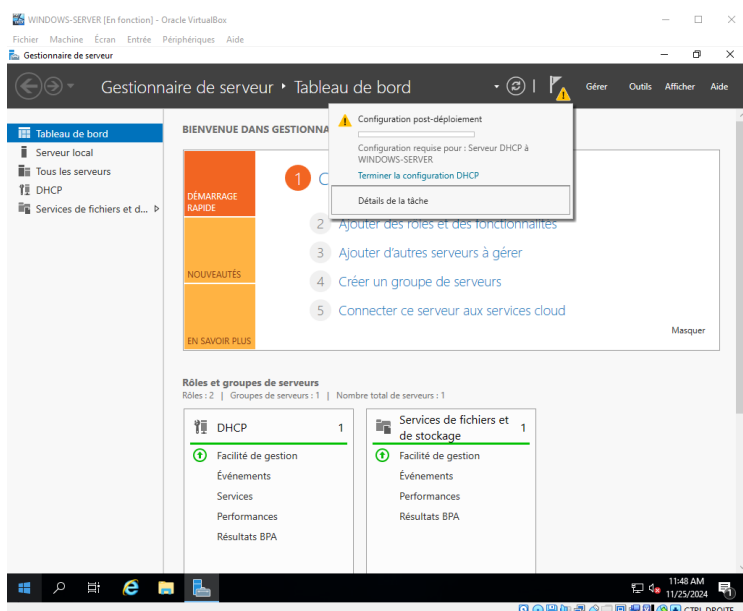 WINDOWS-SERVER [En fonction] - Oracle VirtualBox
Fichier Machine Écran Entrée Périphériques Aide
Gestionnaire de serveur
Gestionnaire de serveur • Tableau de bord
Gérer Outils Afficher Aide
Tableau de bord
Serveur local
Tous les serveurs
DHCP
Services de fichiers et d...
BIENVENUE DANS GESTIONNA
Configuration post-déploiement
Configuration requise pour : Serveur DHCP à
WINDOWS-SERVER
Terminer la configuration DHCP
Détails de la tâche
DÉMARRAGE
RAPIDE
NOUVEAUTÉS
EN SAVOIR PLUS
1 C
2 Ajouter des rôles et des fonctionnalités
3 Ajouter d'autres serveurs à gérer
4 Créer un groupe de serveurs
5 Connecter ce serveur aux services cloud
Masquer
Rôles et groupes de serveurs
Rôles : 2 | Groupes de serveurs : 1 | Nombre total de serveurs : 1
DHCP 1
Facilité de gestion
Événements
Services
Performances
Résultats BPA
Services de fichiers et
de stockage 1
Facilité de gestion
Événements
Performances
Résultats BPA
11:48 AM
11/25/2024
1
CTRL DROITE